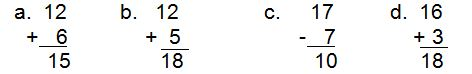 a. 12 b. 12 c. 17 d. 16
+ 6 + 5 - 7 + 3
15 18 10 18